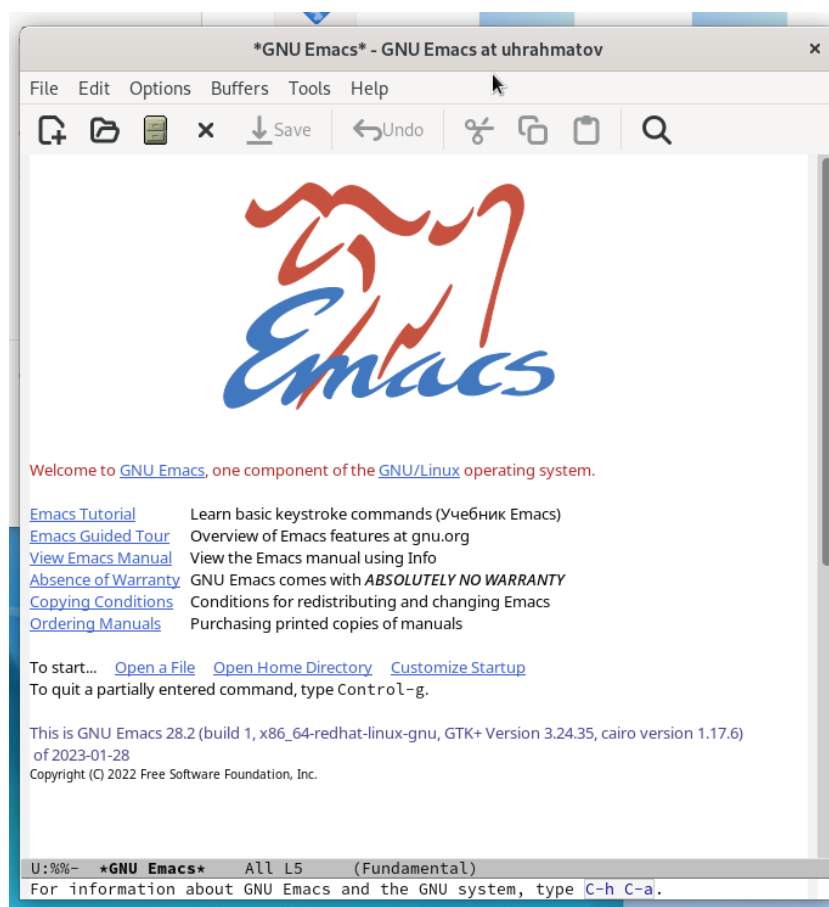 *GNU Emacs* - GNU Emacs at uhrahmatov
File Edit Options Buffers Tools Help
Save Undo
Emacs
Welcome to GNU Emacs, one component of the GNU/Linux operating system.
Emacs Tutorial Learn basic keystroke commands (Учебник Emacs)
Emacs Guided Tour Overview of Emacs features at gnu.org
View Emacs Manual View the Emacs manual using Info
Absence of Warranty GNU Emacs comes with ABSOLUTELY NO WARRANTY
Copying Conditions Conditions for redistributing and changing Emacs
Ordering Manuals Purchasing printed copies of manuals
To start... Open a File Open Home Directory Customize Startup
To quit a partially entered command, type Control-g.
This is GNU Emacs 28.2 (build 1, x86_64-redhat-linux-gnu, GTK+ Version 3.24.35, cairo version 1.17.6)
of 2023-01-28
Copyright (C) 2022 Free Software Foundation, Inc.
U:%%- *GNU Emacs* All L5 (Fundamental)
For information about GNU Emacs and the GNU system, type C-h C-a.